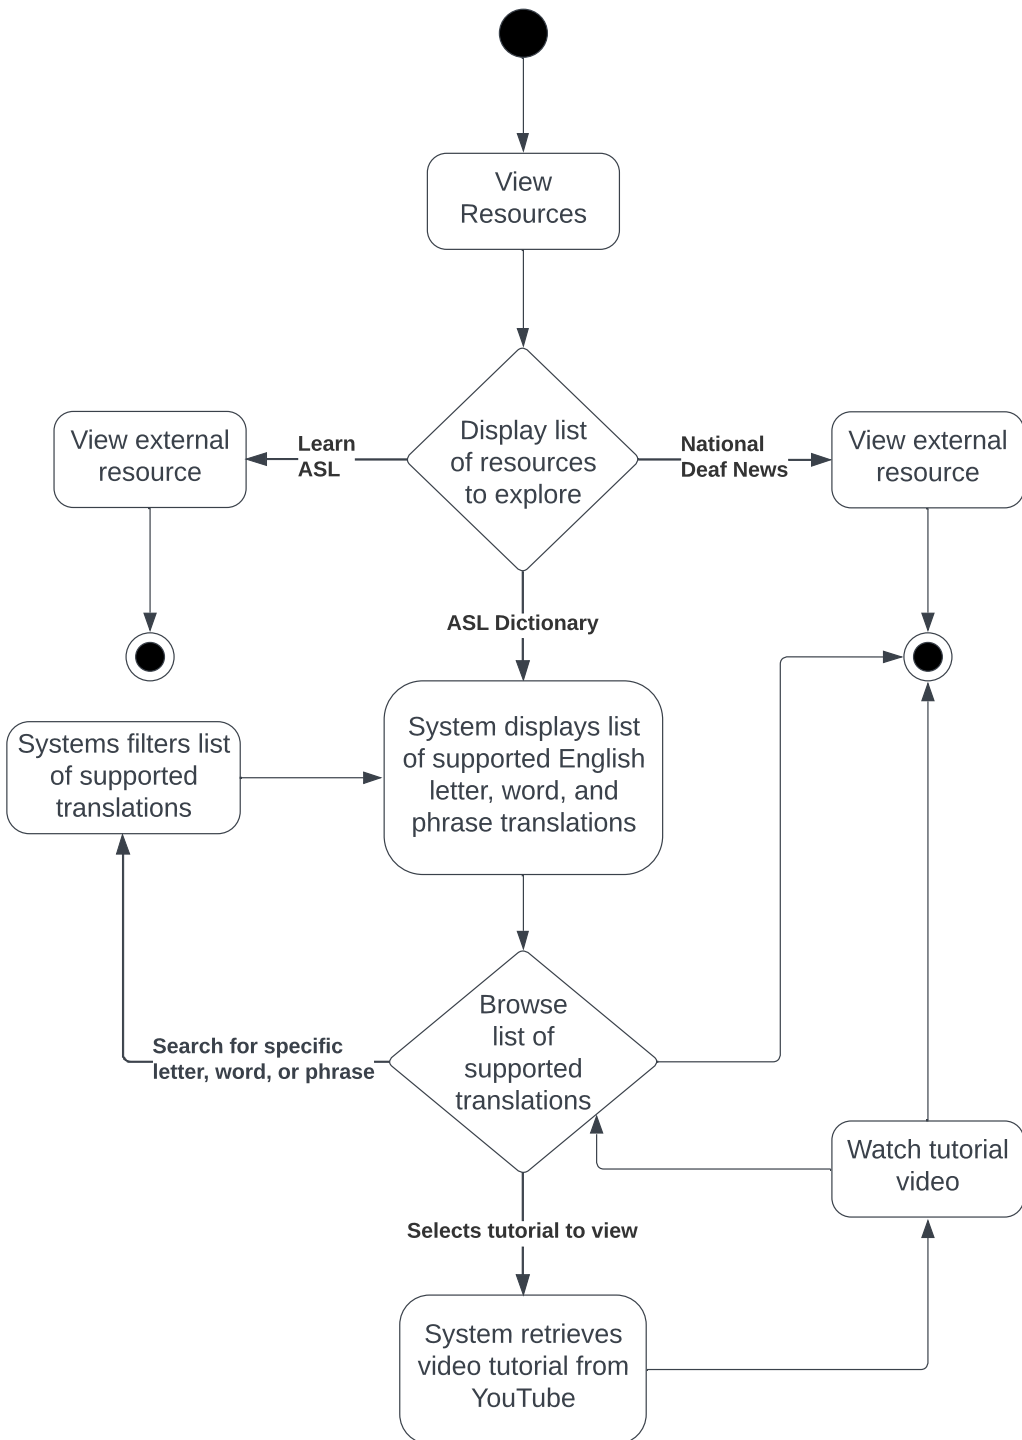 View
Resources
Display list
of resources
to explore
View external
resource
Learn
ASL
National
Deaf News
View external
resource
ASL Dictionary
Systems filters list
of supported
translations
System displays list
of supported English
letter, word, and
phrase translations
Browse
list of
supported
translations
Search for specific
letter, word, or phrase
Watch tutorial
video
Selects tutorial to view
System retrieves
video tutorial from
YouTube